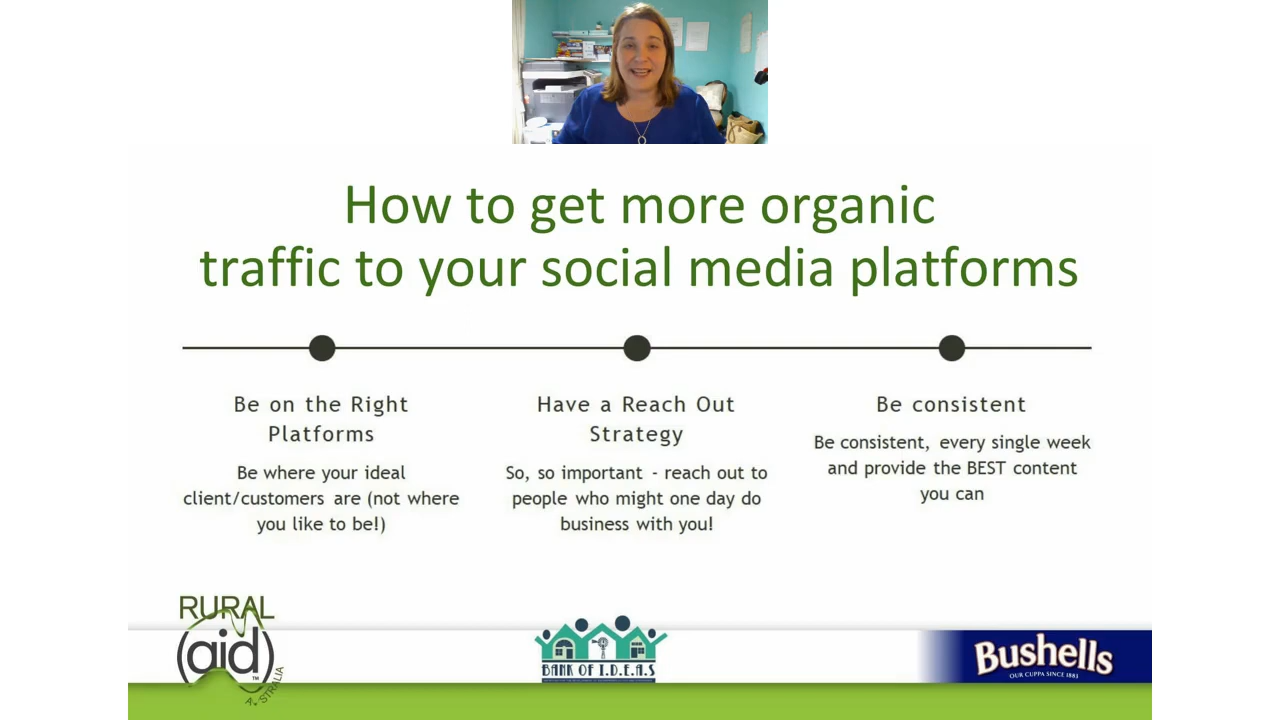 How to get more organic
traffic to your social media platforms
Be on the Right
Platforms
Be where your ideal
client/customers are (not where
you like to be!)
Have a Reach Out
Strategy
So, so important - reach out to
people who might one day do
business with you!
Be consistent
Be consistent, every single week
and provide the BEST content
you can
RURAL
(aid)
TM
BANK OF I.D.E.A.S
Bushells
OUR CUPPA SINCE 1883